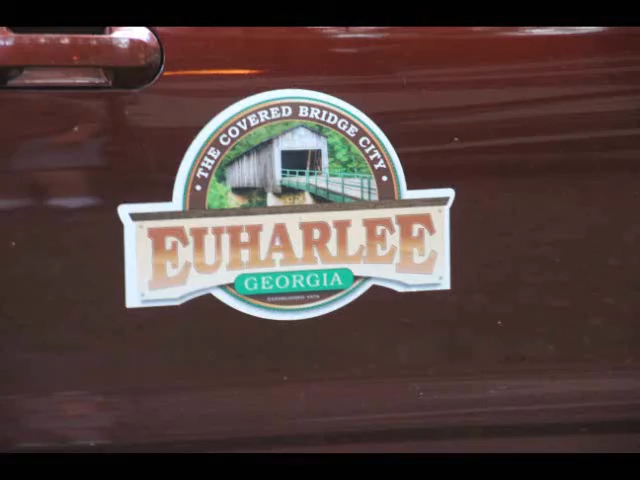 • THE COVERED BRIDGE CITY •
EUHARLEE
GEORGIA